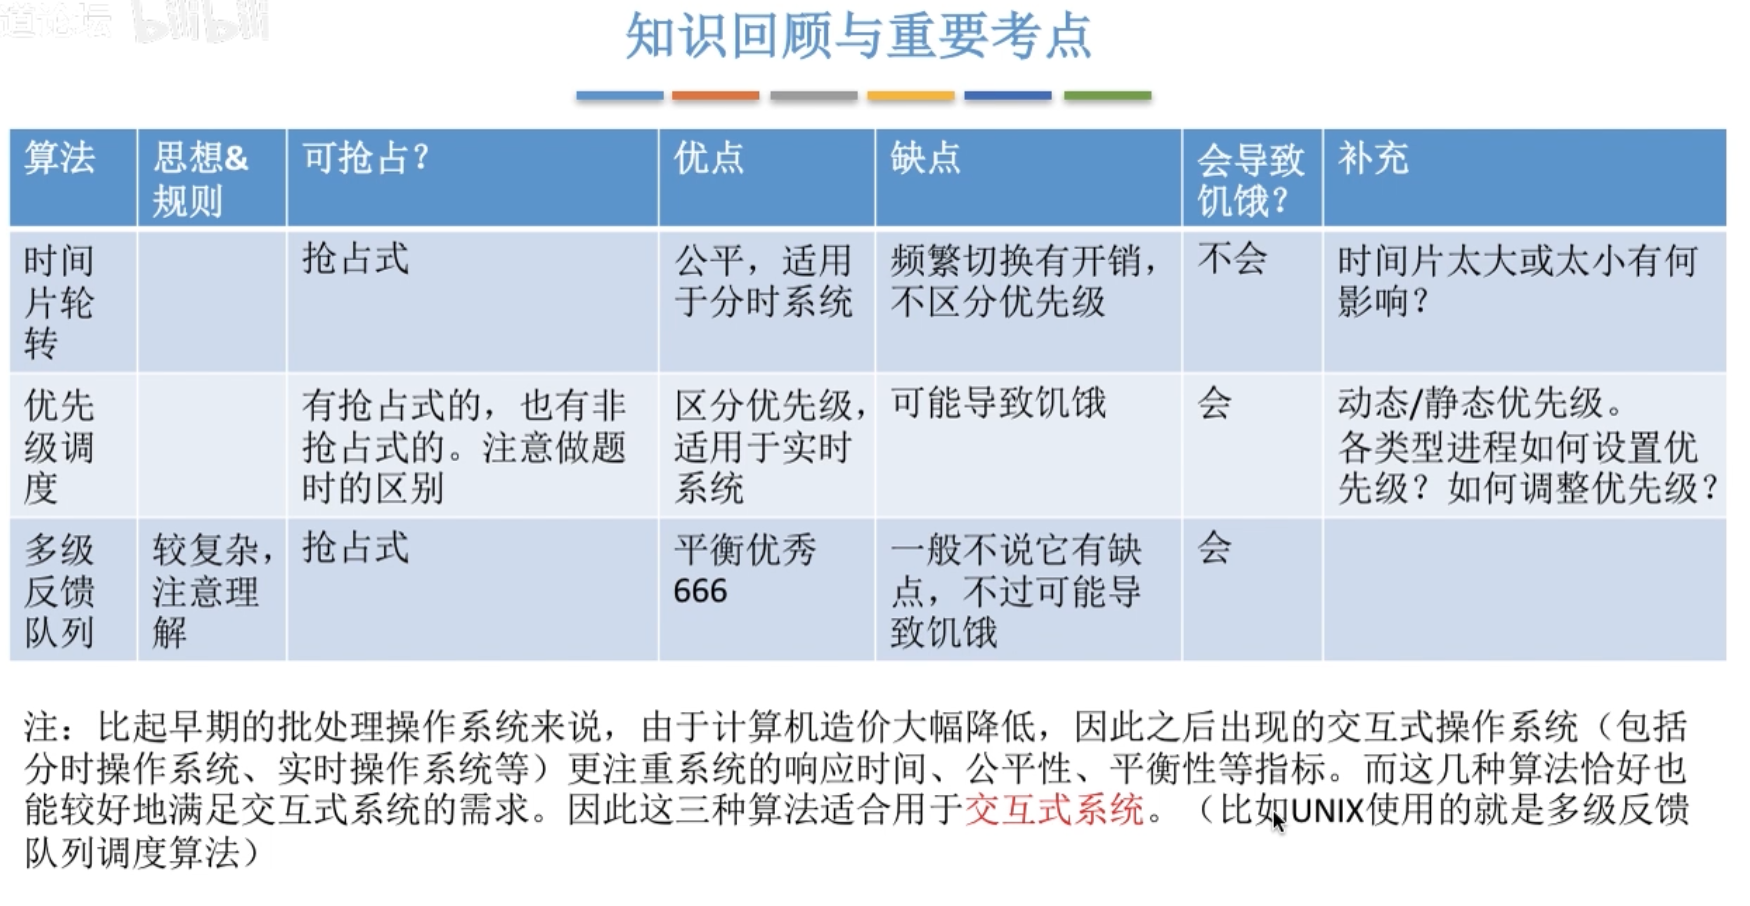 道论坛 bilibili
知识回顾与重要考点
算法
思想&
规则
可抢占？
优点
缺点
会导致
饥饿？
补充
时间
片轮
转
抢占式
公平，适用
于分时系统
频繁切换有开销，
不区分优先级
不会
时间片太大或太小有何
影响？
优先
级调
度
有抢占式的，也有非
抢占式的。注意做题
时的区别
区分优先级，
适用于实时
系统
可能导致饥饿
会
动态/静态优先级。
各类型进程如何设置优
先级？如何调整优先级？
多级
反馈
队列
较复杂，
注意理
解
抢占式
平衡优秀
666
一般不说它有缺
点，不过可能导
致饥饿
会
注：比起早期的批处理操作系统来说，由于计算机造价大幅降低，因此之后出现的交互式操作系统（包括
分时操作系统、实时操作系统等）更注重系统的响应时间、公平性、平衡性等指标。而这几种算法恰好也
能较好地满足交互式系统的需求。因此这三种算法适合用于交互式系统。（比如UNIX使用的就是多级反馈
队列调度算法）